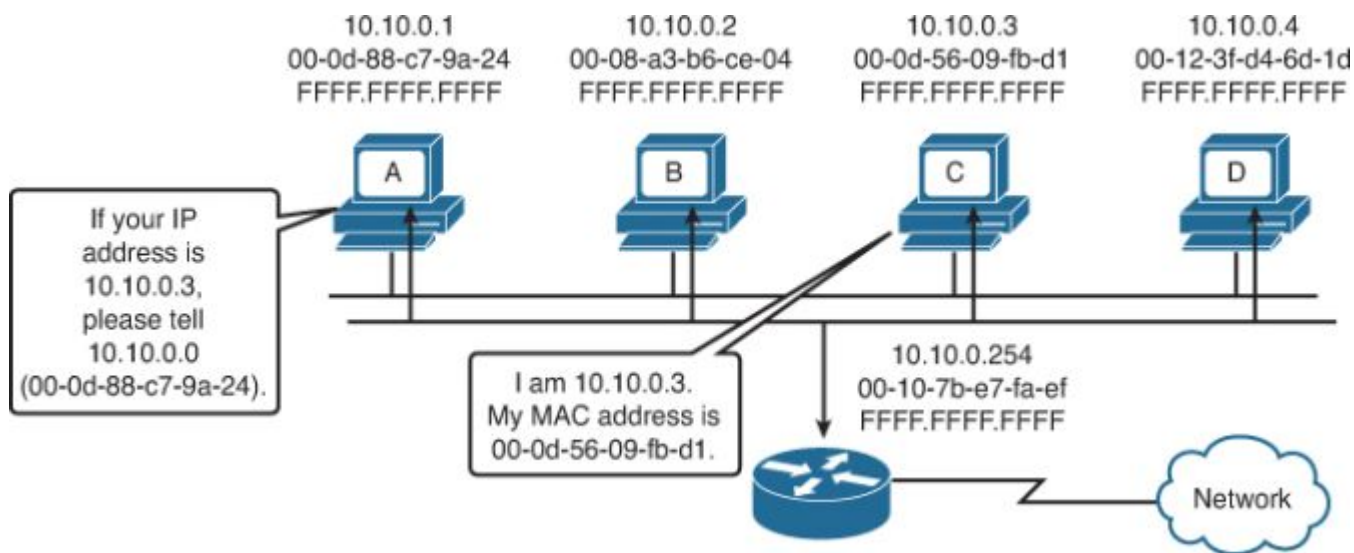 10.10.0.1
00-0d-88-c7-9a-24
FFFF.FFFF.FFFF
10.10.0.2
00-08-a3-b6-ce-04
FFFF.FFFF.FFFF
10.10.0.3
00-0d-56-09-fb-d1
FFFF.FFFF.FFFF
10.10.0.4
00-12-3f-d4-6d-1d
FFFF.FFFF.FFFF
A
B
C
D
If your IP
address is
10.10.0.3,
please tell
10.10.0.0
(00-0d-88-c7-9a-24).
I am 10.10.0.3.
My MAC address is
00-0d-56-09-fb-d1.
10.10.0.254
00-10-7b-e7-fa-ef
FFFF.FFFF.FFFF
Network